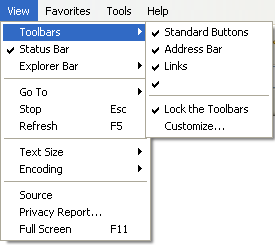 View Favorites Tools Help
Toolbars
Status Bar
Explorer Bar
Go To
Stop Esc
Refresh F5
Text Size
Encoding
Source
Privacy Report...
Full Screen F11
Standard Buttons
Address Bar
Links
Lock the Toolbars
Customize...